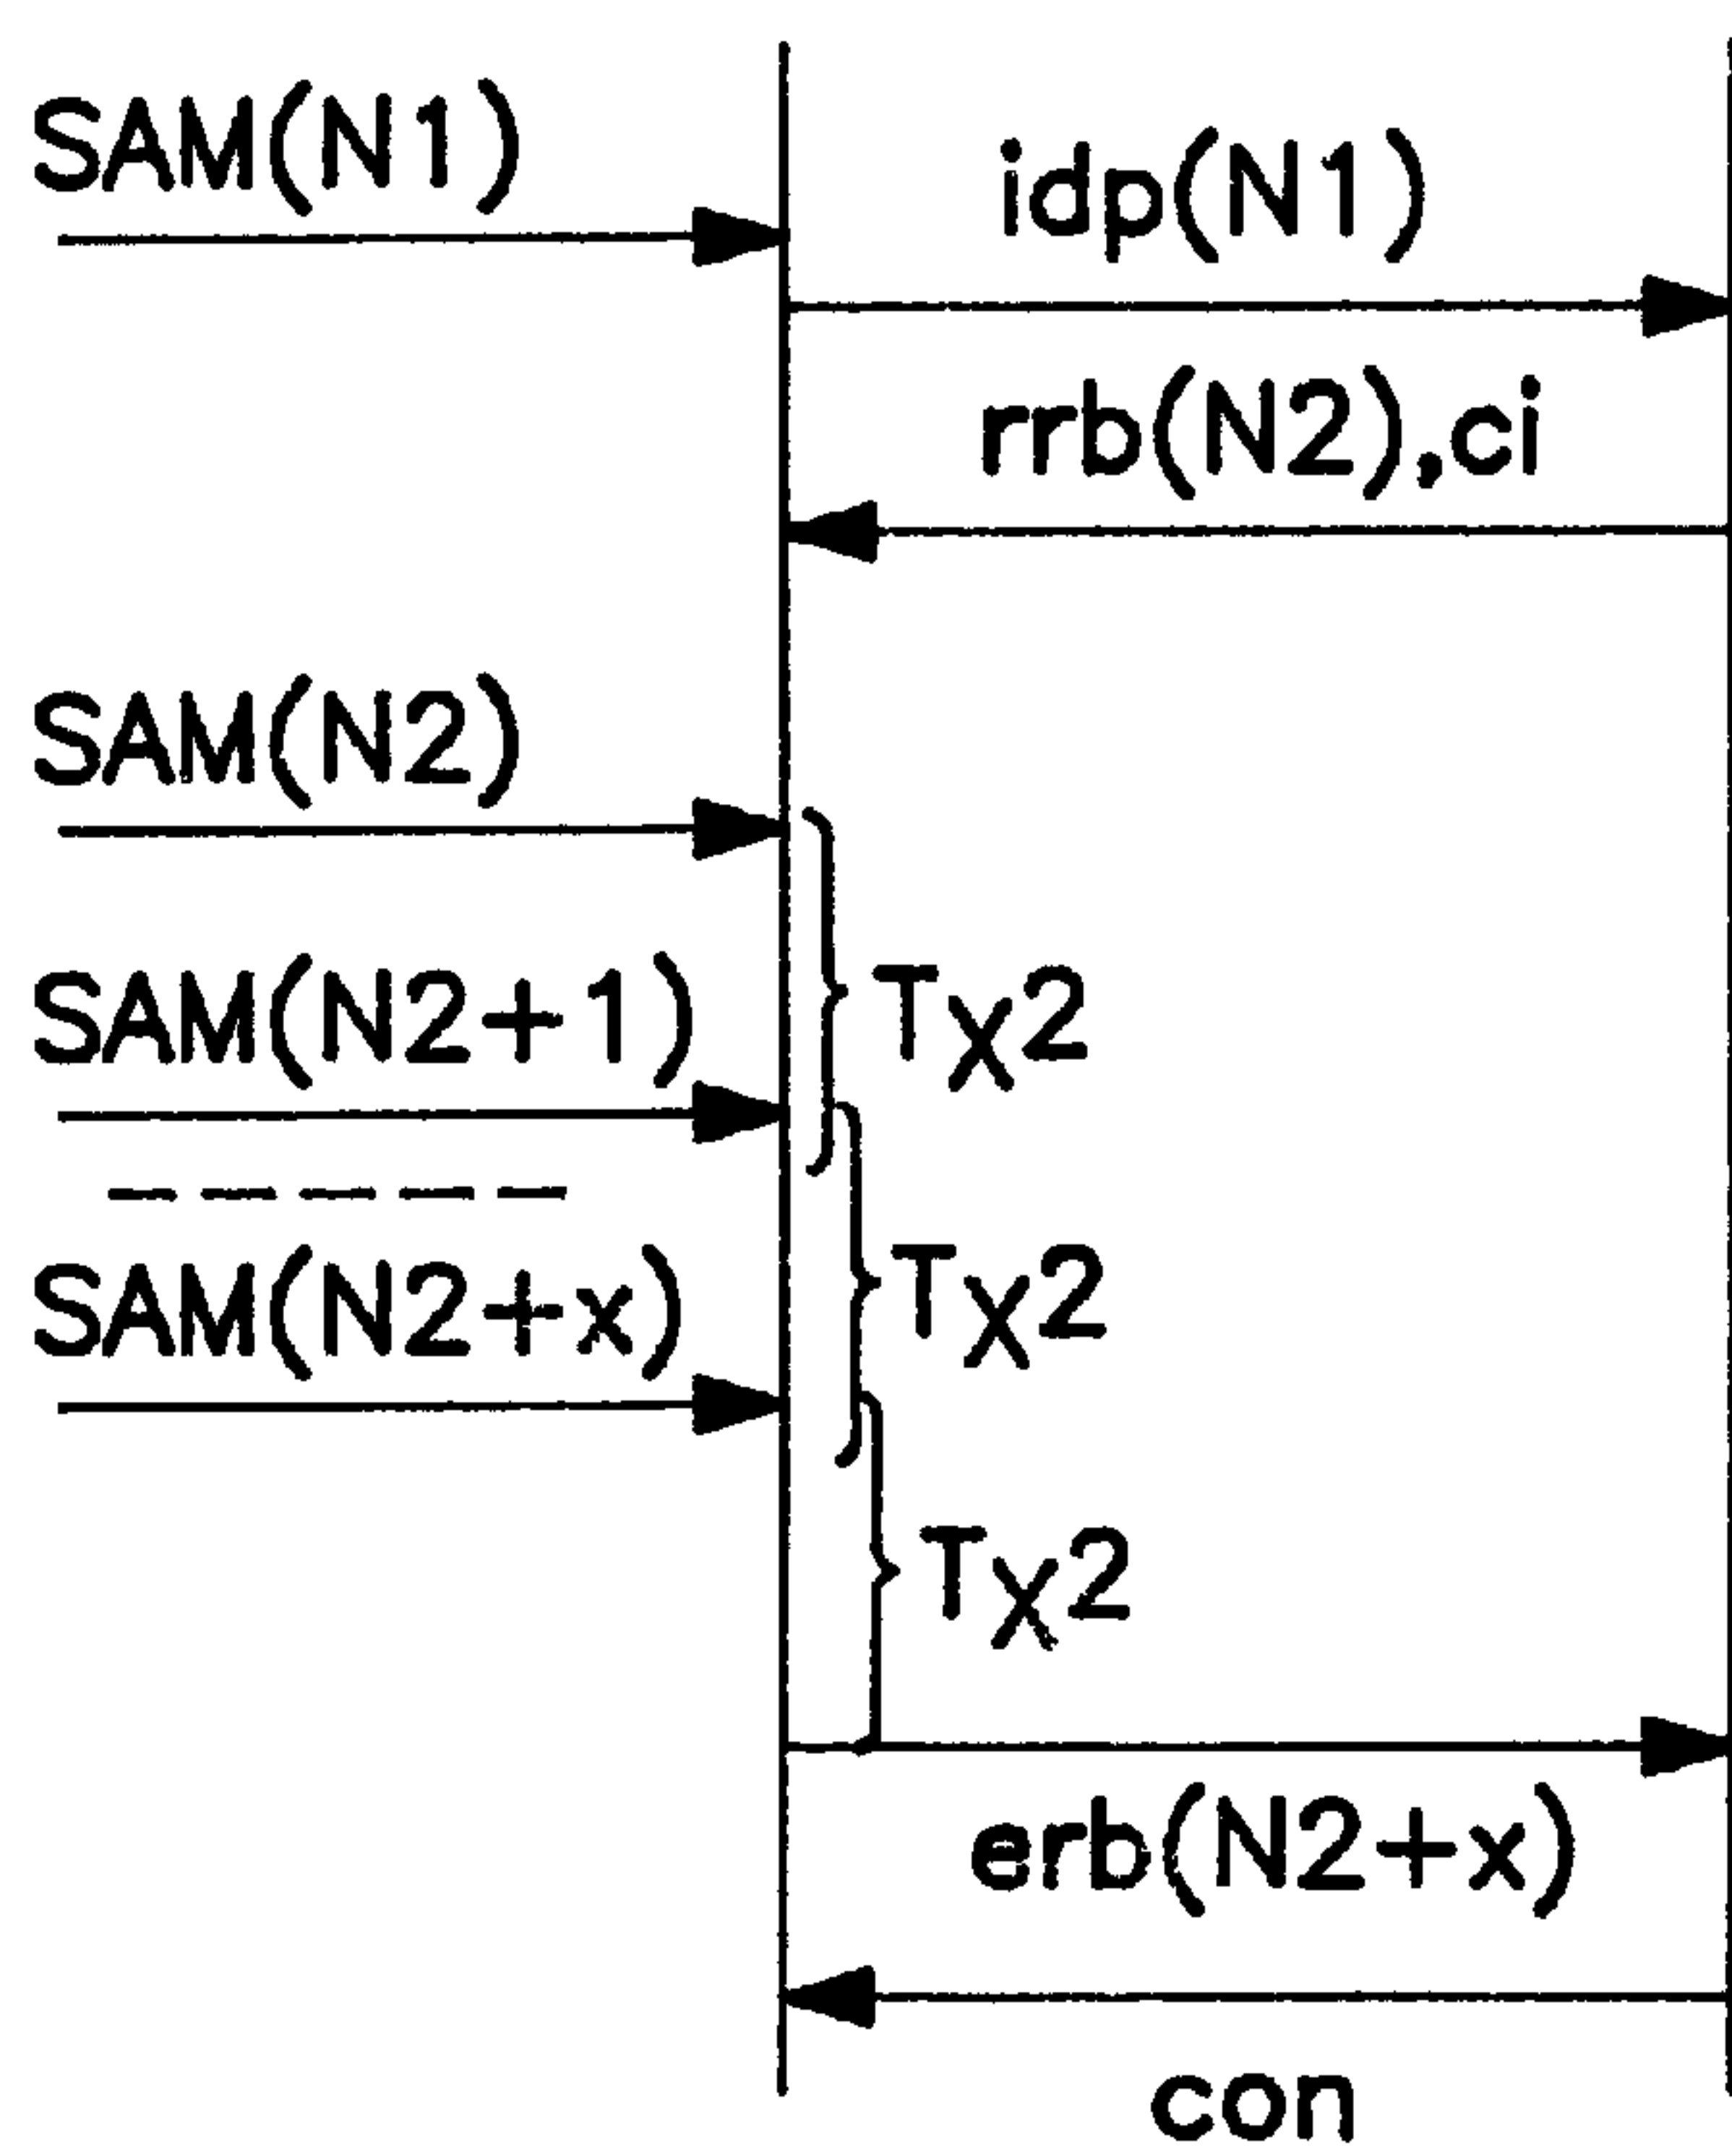 SAM(N1)
idp(N1)
rrb(N2),ci
SAM(N2)
SAM(N2+1)
Tx2
SAM(N2+x)
Tx2
Tx2
erb(N2+x)
con